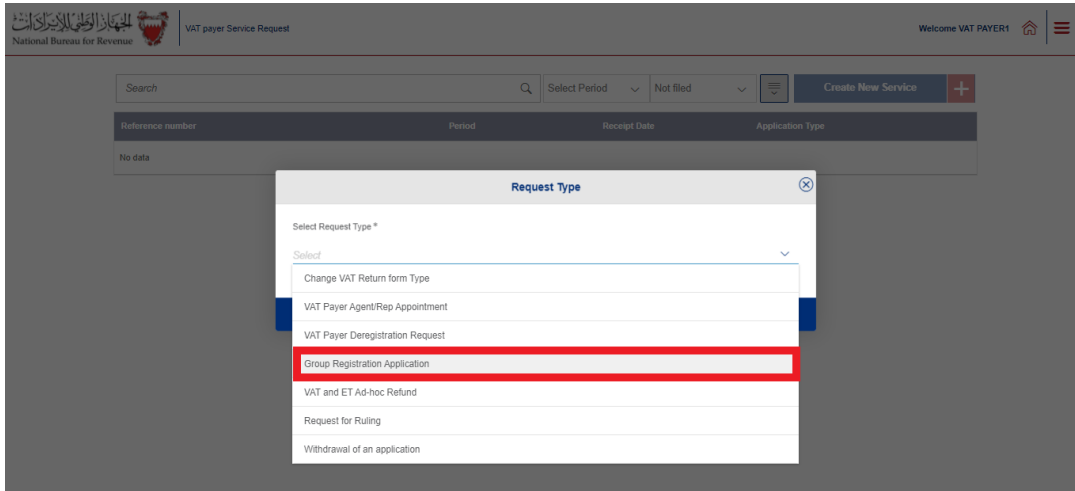 الجهاز الوطني للإيرادات
National Bureau for Revenue
VAT payer Service Request
Welcome VAT PAYER1
Search
Select Period
Not filed
Create New Service
Reference number
Period
Receipt Date
Application Type
No data
Request Type
Select Request Type *
Select
Change VAT Return form Type
VAT Payer Agent/Rep Appointment
VAT Payer Deregistration Request
Group Registration Application
VAT and ET Ad-hoc Refund
Request for Ruling
Withdrawal of an application